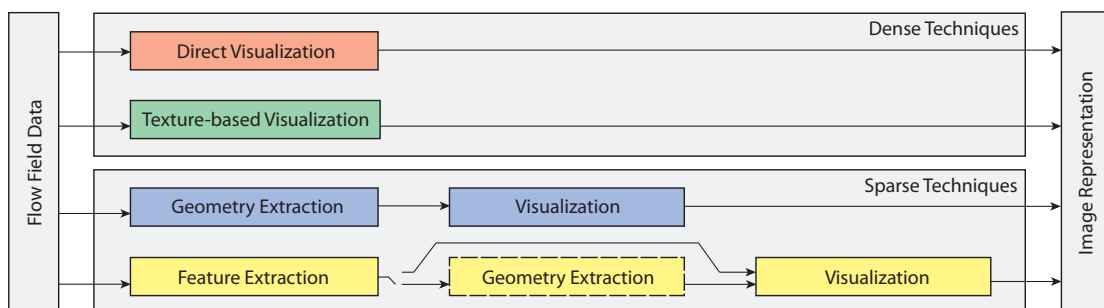 Flow Field Data
Dense Techniques
Direct Visualization
Texture-based Visualization
Sparse Techniques
Geometry Extraction
Visualization
Feature Extraction
Geometry Extraction
Visualization
Image Representation